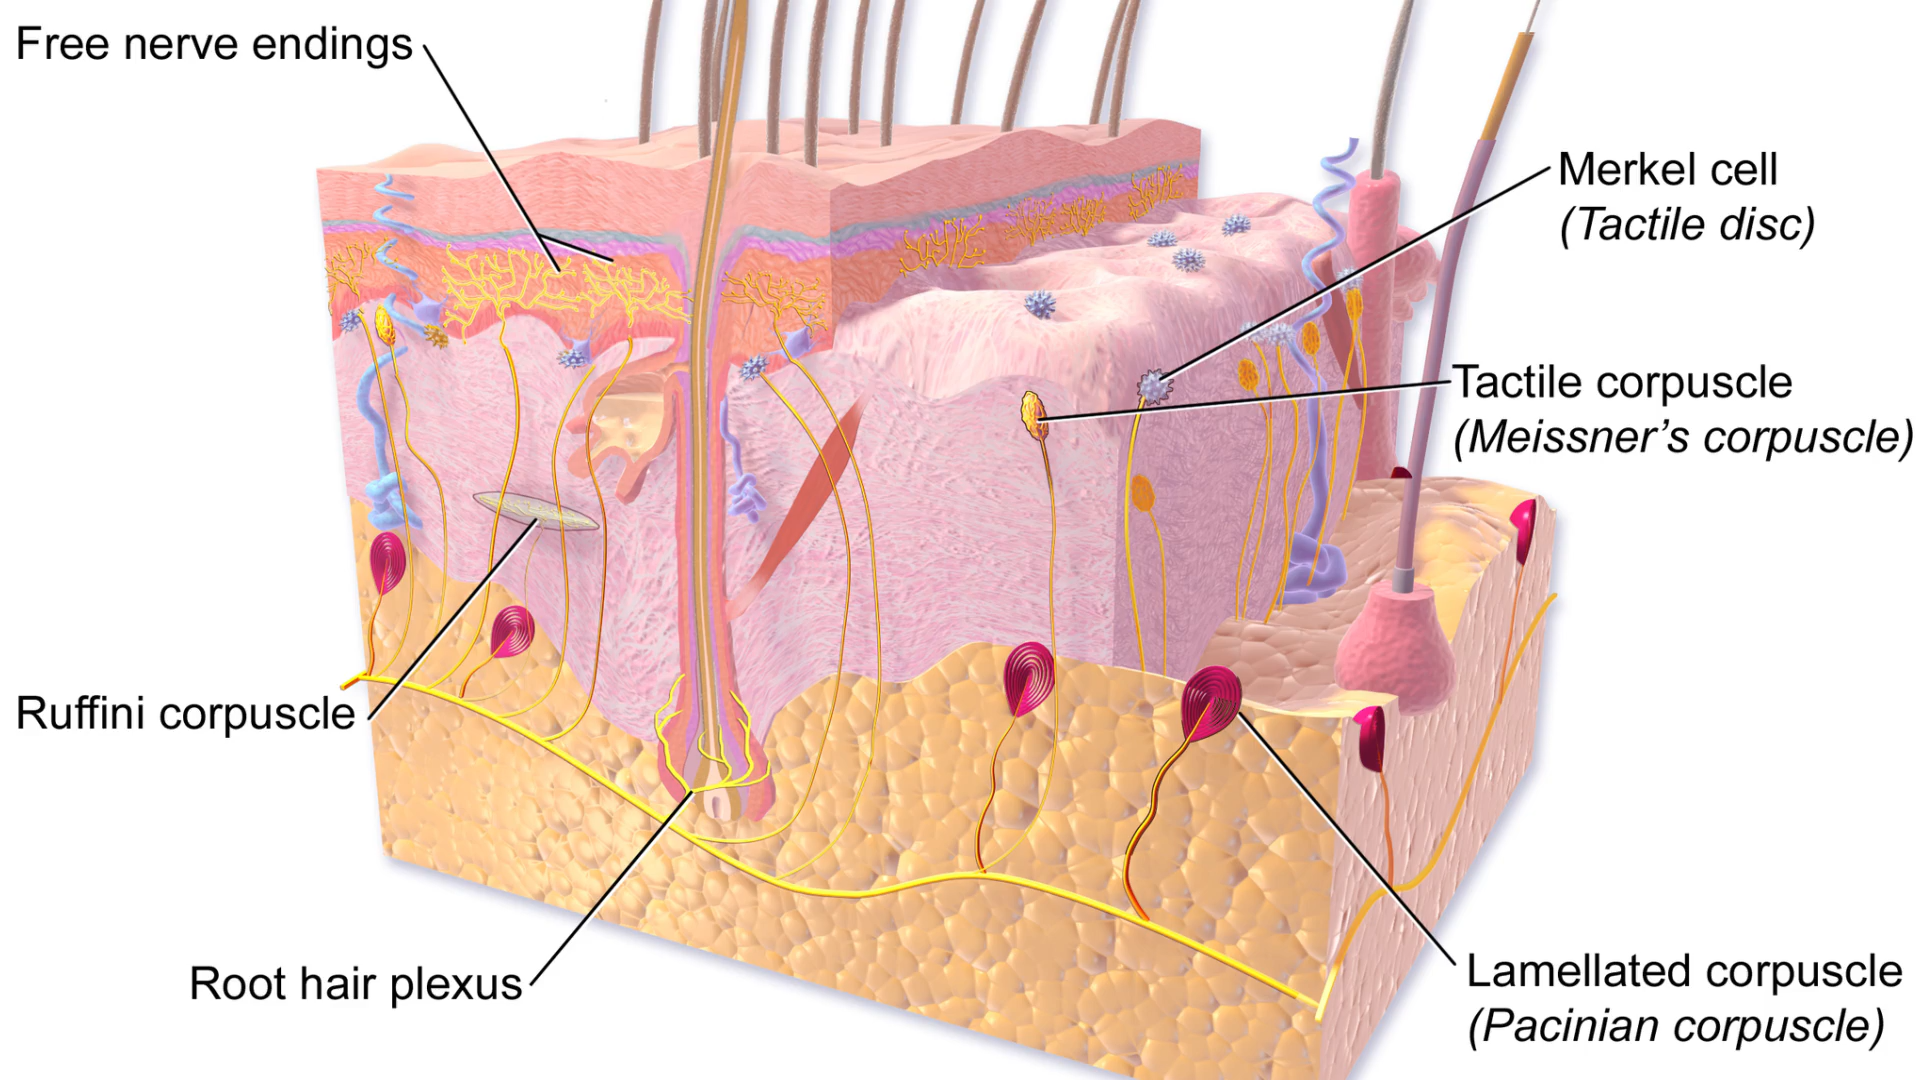 Free nerve endings
Merkel cell
(Tactile disc)
Tactile corpuscle
(Meissner’s corpuscle)
Ruffini corpuscle
Root hair plexus
Lamellated corpuscle
(Pacinian corpuscle)